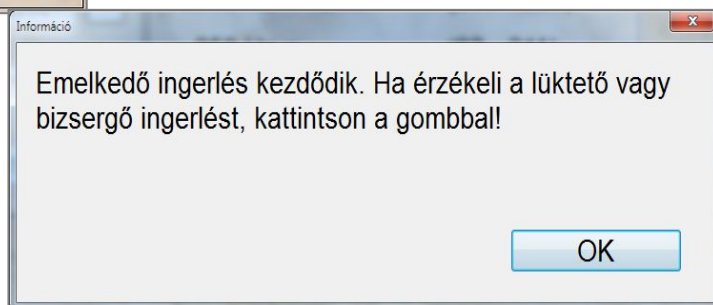 Információ
Emelkedő ingerlés kezdődik. Ha érzékeli a lüktető vagy
bizsergő ingerlést, kattintson a gombbal!
OK